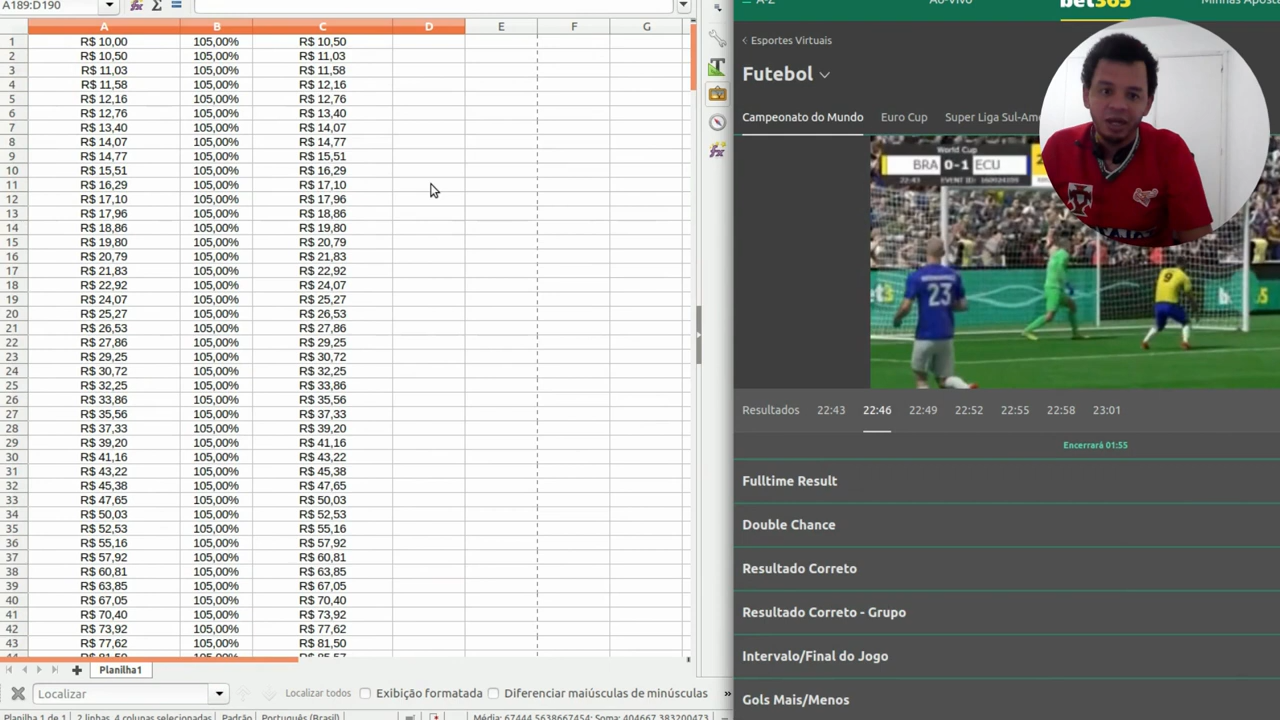 A189:D190
A B C D E F G
1 R$ 10,00 105,00% R$ 10,50
2 R$ 10,50 105,00% R$ 11,03
3 R$ 11,03 105,00% R$ 11,58
4 R$ 11,58 105,00% R$ 12,16
5 R$ 12,16 105,00% R$ 12,76
6 R$ 12,76 105,00% R$ 13,40
7 R$ 13,40 105,00% R$ 14,07
8 R$ 14,07 105,00% R$ 14,77
9 R$ 14,77 105,00% R$ 15,51
10 R$ 15,51 105,00% R$ 16,29
11 R$ 16,29 105,00% R$ 17,10
12 R$ 17,10 105,00% R$ 17,96
13 R$ 17,96 105,00% R$ 18,86
14 R$ 18,86 105,00% R$ 19,80
15 R$ 19,80 105,00% R$ 20,79
16 R$ 20,79 105,00% R$ 21,83
17 R$ 21,83 105,00% R$ 22,92
18 R$ 22,92 105,00% R$ 24,07
19 R$ 24,07 105,00% R$ 25,27
20 R$ 25,27 105,00% R$ 26,53
21 R$ 26,53 105,00% R$ 27,86
22 R$ 27,86 105,00% R$ 29,25
23 R$ 29,25 105,00% R$ 30,72
24 R$ 30,72 105,00% R$ 32,25
25 R$ 32,25 105,00% R$ 33,86
26 R$ 33,86 105,00% R$ 35,56
27 R$ 35,56 105,00% R$ 37,33
28 R$ 37,33 105,00% R$ 39,20
29 R$ 39,20 105,00% R$ 41,16
30 R$ 41,16 105,00% R$ 43,22
31 R$ 43,22 105,00% R$ 45,38
32 R$ 45,38 105,00% R$ 47,65
33 R$ 47,65 105,00% R$ 50,03
34 R$ 50,03 105,00% R$ 52,53
35 R$ 52,53 105,00% R$ 55,16
36 R$ 55,16 105,00% R$ 57,92
37 R$ 57,92 105,00% R$ 60,81
38 R$ 60,81 105,00% R$ 63,85
39 R$ 63,85 105,00% R$ 67,05
40 R$ 67,05 105,00% R$ 70,40
41 R$ 70,40 105,00% R$ 73,92
42 R$ 73,92 105,00% R$ 77,62
43 R$ 77,62 105,00% R$ 81,50
Planilha1
Localizar Localizar todos Exibição formatada Diferenciar maiúsculas de minúsculas »
Planilha 1 de 1 2 linhas, 4 colunas selecionadas Padrão Português (Brasil) Média: 67444,5638667454; Soma: 404667,383200473
A-Z Ao-Vivo bet365 Minhas Apostas
Esportes Virtuais
Futebol
Campeonato do Mundo Euro Cup Super Liga Sul-Am
World Cup
BRA 0-1 ECU
22:43
23
9
Resultados 22:43 22:46 22:49 22:52 22:55 22:58 23:01
Encerrará 01:55
Fulltime Result
Double Chance
Resultado Correto
Resultado Correto - Grupo
Intervalo/Final do Jogo
Gols Mais/Menos